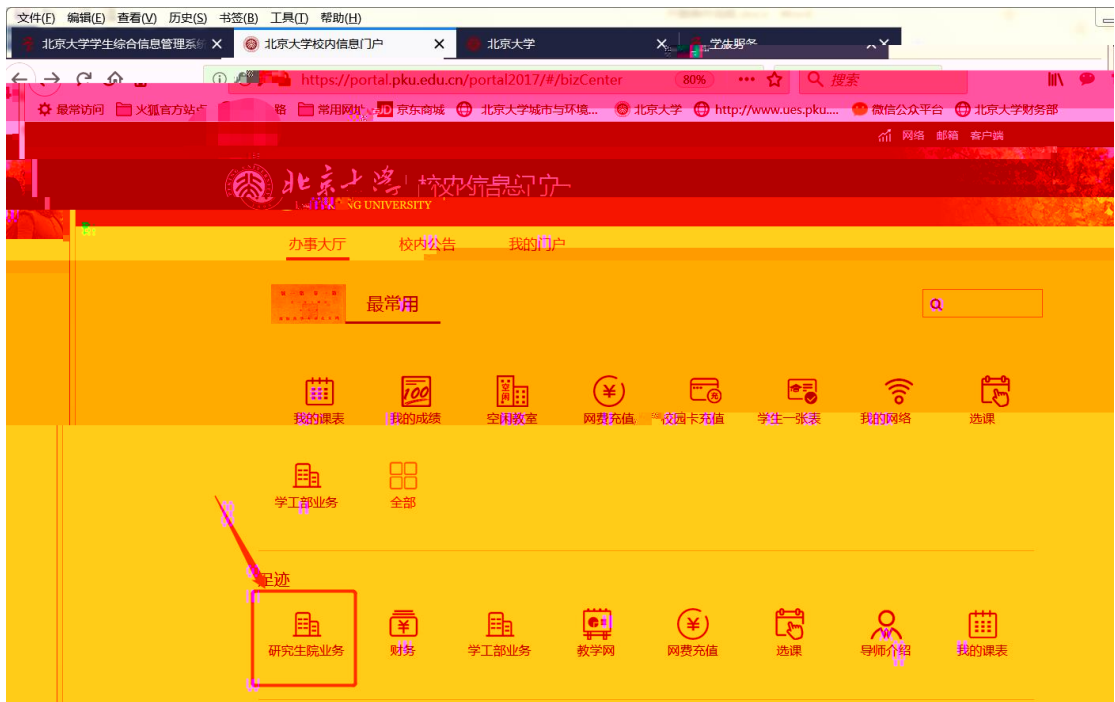 文件(F) 编辑(E) 查看(V) 历史(S) 书签(B) 工具(T) 帮助(H)
北京大学学生综合信息管理系统 北京大学校内信息门户 北京大学
https://portal.pku.edu.cn/portal2017/#/bizCenter 80% 搜索
最常访问 火狐官方站点 常用网址 JD 京东商城 北京大学城市与环境... 北京大学 http://www.ues.pku.... 微信公众平台 北京大学财务部
网络 邮箱 客户端
北京大学 校内信息门户
UNIVERSITY
办事大厅 校内公告 我的门户
最常用
我的课表 我的成绩 空闲教室 网费充值 校园卡充值 学生一张表 我的网络 选课
学工部业务 全部
足迹
研究生院业务 财务 学工部业务 教学网 网费充值 选课 导师介绍 我的课表